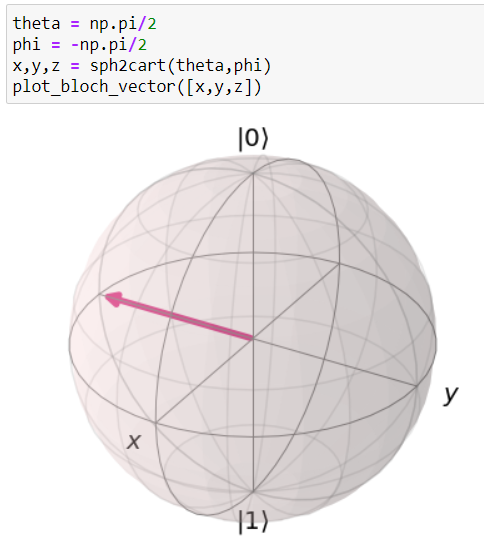 theta = np.pi/2
phi = -np.pi/2
x,y,z = sph2cart(theta,phi)
plot_bloch_vector([x,y,z])
|0⟩
y
x
|1⟩